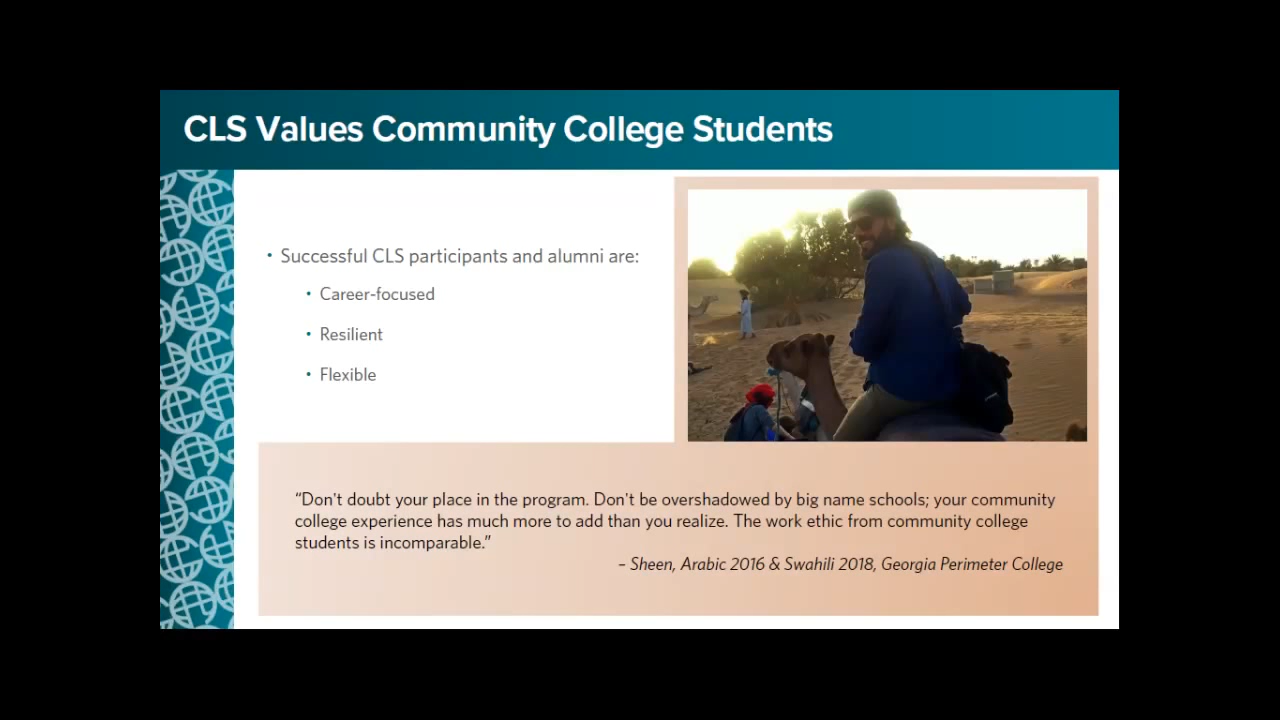 CLS Values Community College Students
• Successful CLS participants and alumni are:
• Career-focused
• Resilient
• Flexible
“Don't doubt your place in the program. Don't be overshadowed by big name schools; your community
college experience has much more to add than you realize. The work ethic from community college
students is incomparable.”
– Sheen, Arabic 2016 & Swahili 2018, Georgia Perimeter College